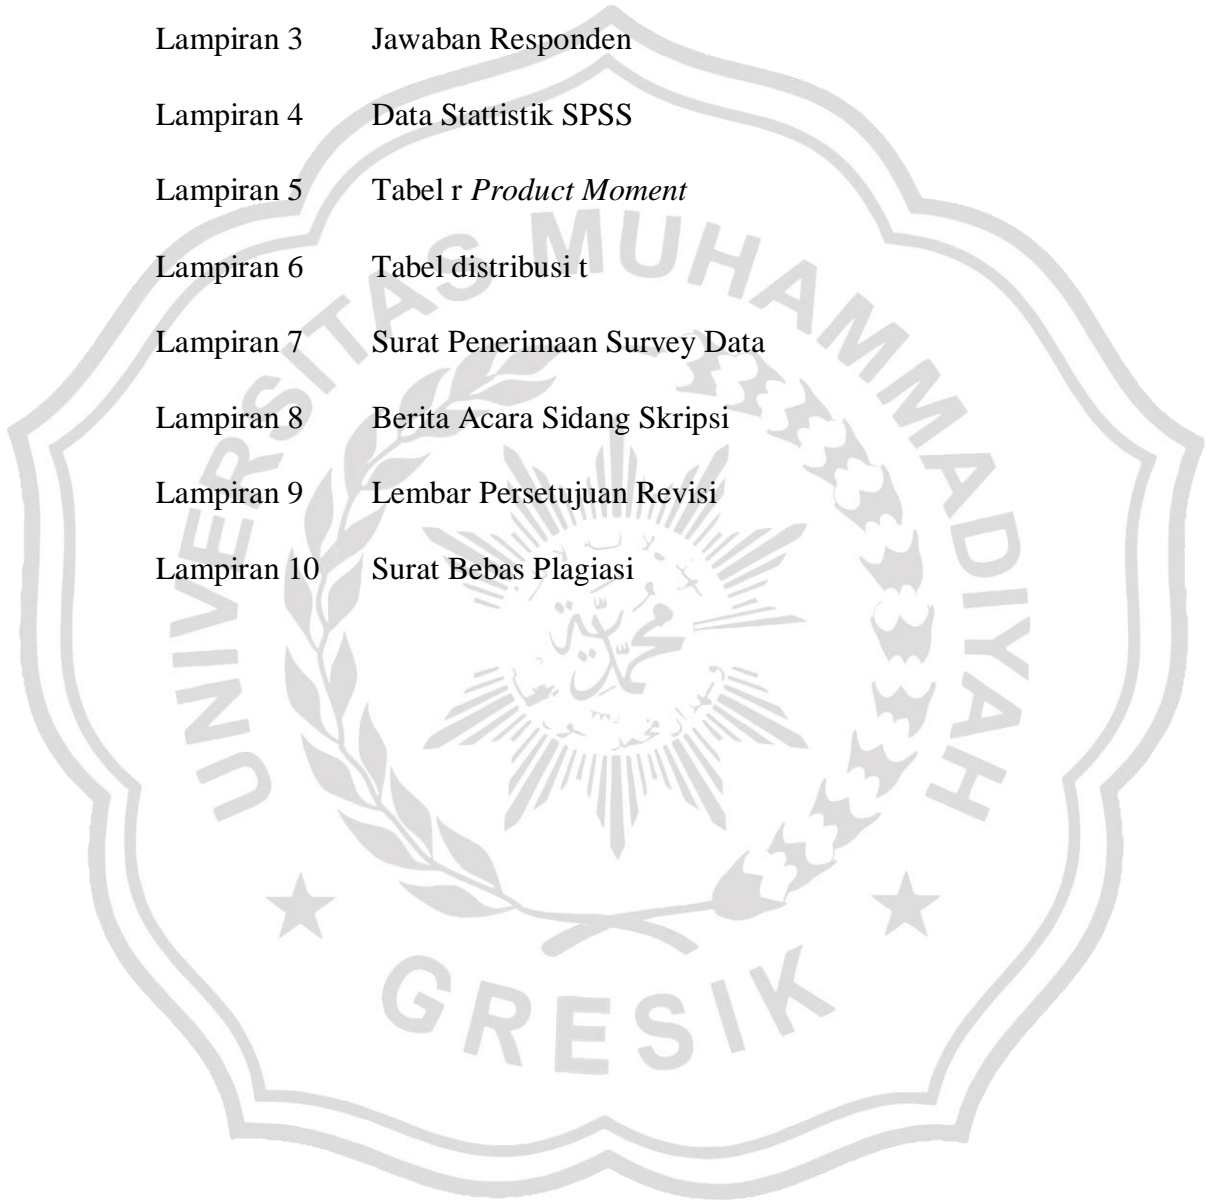 Lampiran 3 Jawaban Responden
Lampiran 4 Data Stattistik SPSS
Lampiran 5 Tabel r Product Moment
Lampiran 6 Tabel distribusi t
Lampiran 7 Surat Penerimaan Survey Data
Lampiran 8 Berita Acara Sidang Skripsi
Lampiran 9 Lembar Persetujuan Revisi
Lampiran 10 Surat Bebas Plagiasi
UNIVERSITAS MUHAMMADIYAH
محمدية
GRESIK